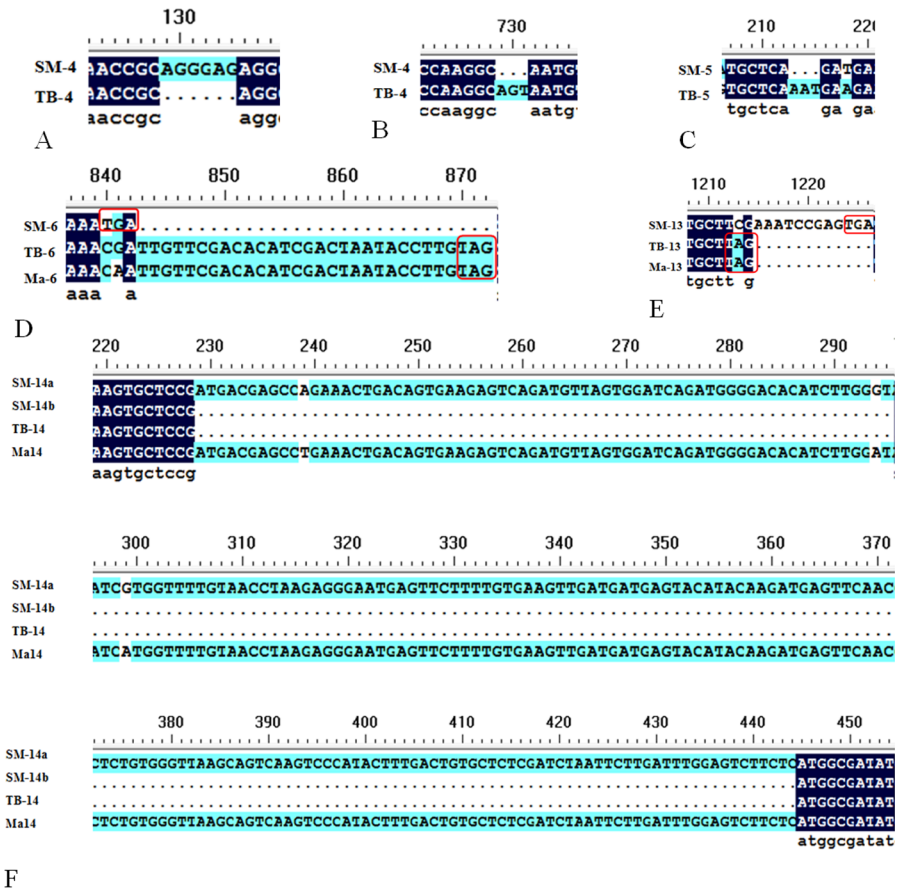 130
SM-4 AACCGCAGGGAGAGG
TB-4 AACCGC......AGG
aaccgc agg
A
730
SM-4 CCAAGGC...AATG
TB-4 CCAAGGCAGTAATG
ccaaggc aatg
B
210 22
SM-5 TGCTCA...GATGA
TB-5 TGCTCAAATGAAGA
tgctca ga ga
C
840 850 860 870
SM-6 AAATGA..............................
TB-6 AAACGATTGTTCGACACATCGACTAATACCTTGTAG
Ma-6 AAACAATTGTTCGACACATCGACTAATACCTTGTAG
aaa a
D
1210 1220
SM-13 TGCTTCGAAATCCGAGTGA
TB-13 TGCTTAG............
Ma-13 TGCTTAG............
tgctt g
E
220 230 240 250 260 270 280 290
SM-14a AAGTGCTCCGATGACGAGCCAGAAACTGACAGTGAAGAGTCAGATGTTAGTGGATCAGATGGGGACACATCTTGGGT
SM-14b AAGTGCTCCG...................................................................
TB-14 AAGTGCTCCG...................................................................
Ma14 AAGTGCTCCGATGACGAGCCTGAAACTGACAGTGAAGAGTCAGATGTTAGTGGATCAGATGGGGACACATCTTGGAT
aagtgctccg
300 310 320 330 340 350 360 370
SM-14a ATCGTGGTTTTGTAACCTAAGAGGGAATGAGTTCTTTTGTGAAGTTGATGATGAGTACATACAAGATGAGTTCAAC
SM-14b ............................................................................
TB-14 ............................................................................
Ma14 ATCATGGTTTTGTAACCTAAGAGGGAATGAGTTCTTTTGTGAAGTTGATGATGAGTACATACAAGATGAGTTCAAC
380 390 400 410 420 430 440 450
SM-14a CTCTGTGGGTTAAGCAGTCAAGTCCCATACTTTGACTGTGCTCTCGATCTAATTCTTGATTTGGAGTCTTCTCATGGCGATAT
SM-14b .........................................................................ATGGCGATAT
TB-14 .........................................................................ATGGCGATAT
Ma14 CTCTGTGGGTTAAGCAGTCAAGTCCCATACTTTGACTGTGCTCTCGATCTAATTCTTGATTTGGAGTCTTCTCATGGCGATAT
atggcgatat
F